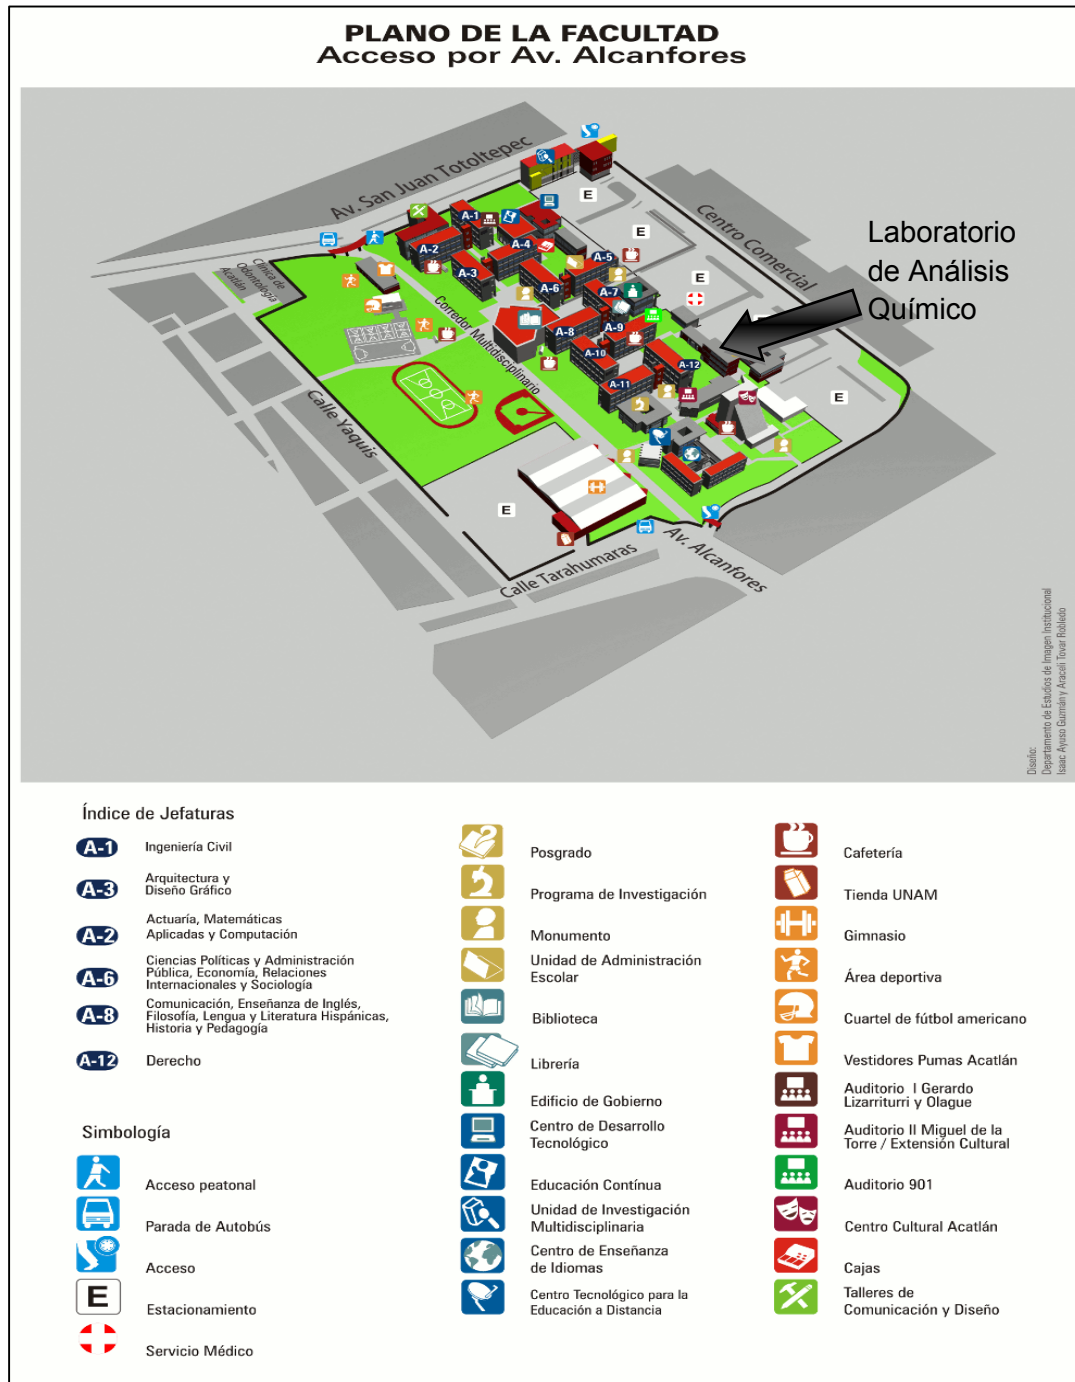 PLANO DE LA FACULTAD
Acceso por Av. Alcanfores
Av. San Juan Totoltepec
Centro Comercial
Laboratorio
de Análisis
Químico
Clínica de
Odontología
Acatlán
Corredor Multidisciplinario
Calle Yaquis
Calle Tarahumaras
Av. Alcanfores
A-1
A-2
A-3
A-4
A-5
A-6
A-7
A-8
A-9
A-10
A-11
A-12
E
E
E
E
E
Diseño:
Departamento de Estudios de Imagen Institucional
Isaac Ayuso Guzmán y Araceli Tovar Robledo
Índice de Jefaturas
A-1 Ingeniería Civil
A-3 Arquitectura y
Diseño Gráfico
A-2 Actuaría, Matemáticas
Aplicadas y Computación
A-6 Ciencias Políticas y Administración
Pública, Economía, Relaciones
Internacionales y Sociología
A-8 Comunicación, Enseñanza de Inglés,
Filosofía, Lengua y Literatura Hispánicas,
Historia y Pedagogía
A-12 Derecho
Simbología
Acceso peatonal
Parada de Autobús
Acceso
E Estacionamiento
Servicio Médico
Posgrado
Programa de Investigación
Monumento
Unidad de Administración
Escolar
Biblioteca
Librería
Edificio de Gobierno
Centro de Desarrollo
Tecnológico
Educación Contínua
Unidad de Investigación
Multidisciplinaria
Centro de Enseñanza
de Idiomas
Centro Tecnológico para la
Educación a Distancia
Cafetería
Tienda UNAM
Gimnasio
Área deportiva
Cuartel de fútbol americano
Vestidores Pumas Acatlán
Auditorio I Gerardo
Lizarriturri y Olague
Auditorio II Miguel de la
Torre / Extensión Cultural
Auditorio 901
Centro Cultural Acatlán
Cajas
Talleres de
Comunicación y Diseño